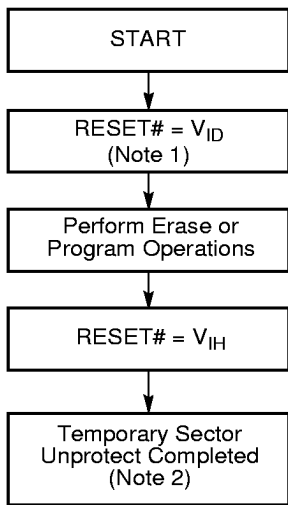 START
RESET# = VID
(Note 1)
Perform Erase or
Program Operations
RESET# = VIH
Temporary Sector
Unprotect Completed
(Note 2)